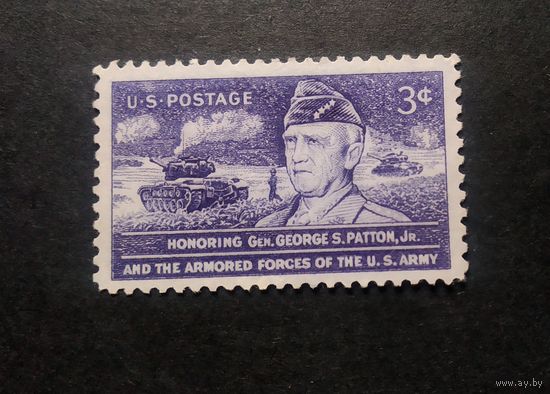 U.S. POSTAGE 3¢
HONORING GEN. GEORGE S. PATTON, JR.
AND THE ARMORED FORCES OF THE U.S. ARMY
www.ay.by